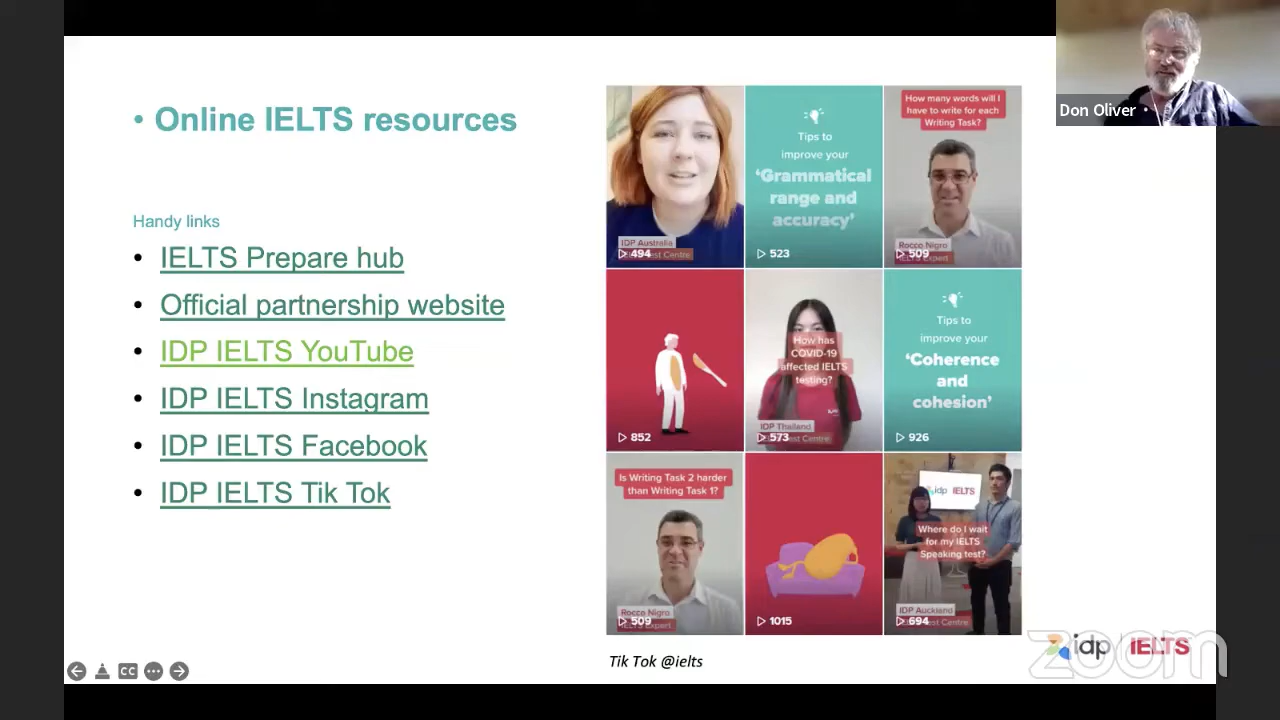 Don Oliver
• Online IELTS resources
Handy links
• IELTS Prepare hub
• Official partnership website
• IDP IELTS YouTube
• IDP IELTS Instagram
• IDP IELTS Facebook
• IDP IELTS Tik Tok
IDP Australia
494
Tips to
improve your
‘Grammatical
range and
accuracy’
523
How many words will I
have to write for each
Writing Task?
Rocco Nigro
IELTS Expert
509
852
How has
COVID-19
affected IELTS
testing?
IDP Thailand
573
Tips to
improve your
‘Coherence
and
cohesion’
926
Is Writing Task 2 harder
than Writing Task 1?
Rocco Nigro
IELTS Expert
509
1015
idp IELTS
Where do I wait
for my IELTS
Speaking test?
IDP Auckland
694
Tik Tok @ielts
CC
idp IELTS
zoom